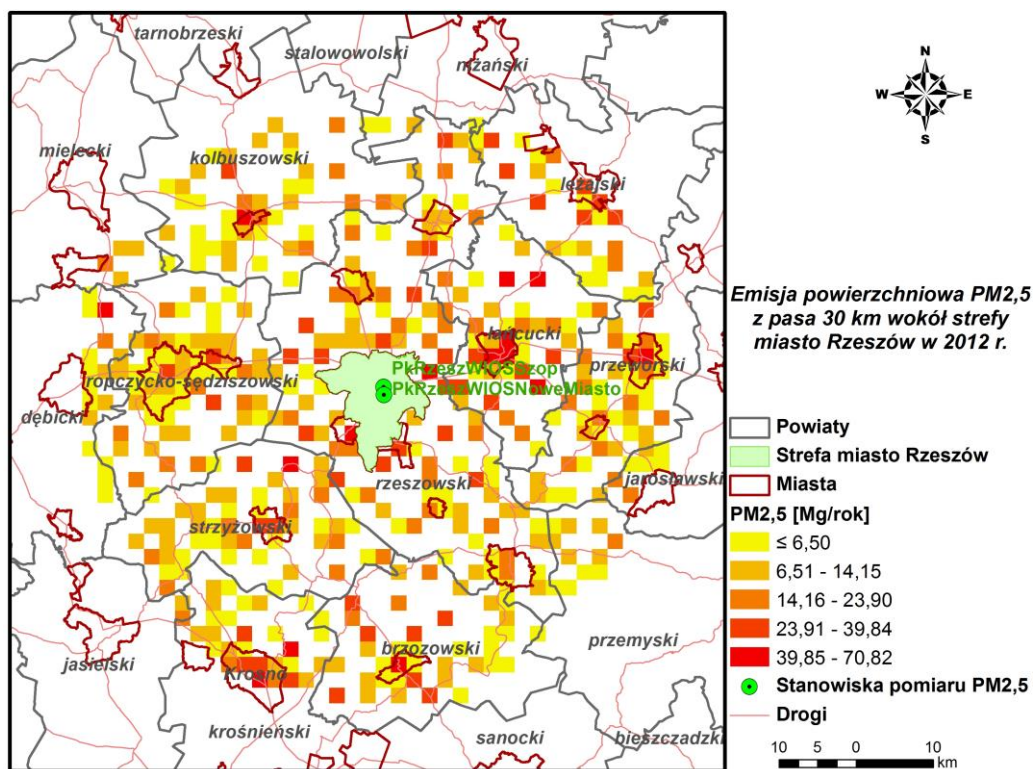 tarnobrzeski
stalowowolski
niżański
N
W E
S
mielecki
kolbuszowski
leżajski
Emisja powierzchniowa PM2,5
z pasa 30 km wokół strefy
miasto Rzeszów w 2012 r.
łańcucki
przeworski
PkRzeszWIOSSzop
PkRzeszWIOSNoweMiasto
ropczycko-sędziszowski
dębicki
rzeszowski
jarosławski
strzyżowski
przemyski
brzozowski
jasielski
Krosno
krośnieński
sanocki
bieszczadzki
Powiaty
Strefa miasto Rzeszów
Miasta
PM2,5 [Mg/rok]
≤ 6,50
6,51 - 14,15
14,16 - 23,90
23,91 - 39,84
39,85 - 70,82
Stanowiska pomiaru PM2,5
Drogi
10 5 0 10
km